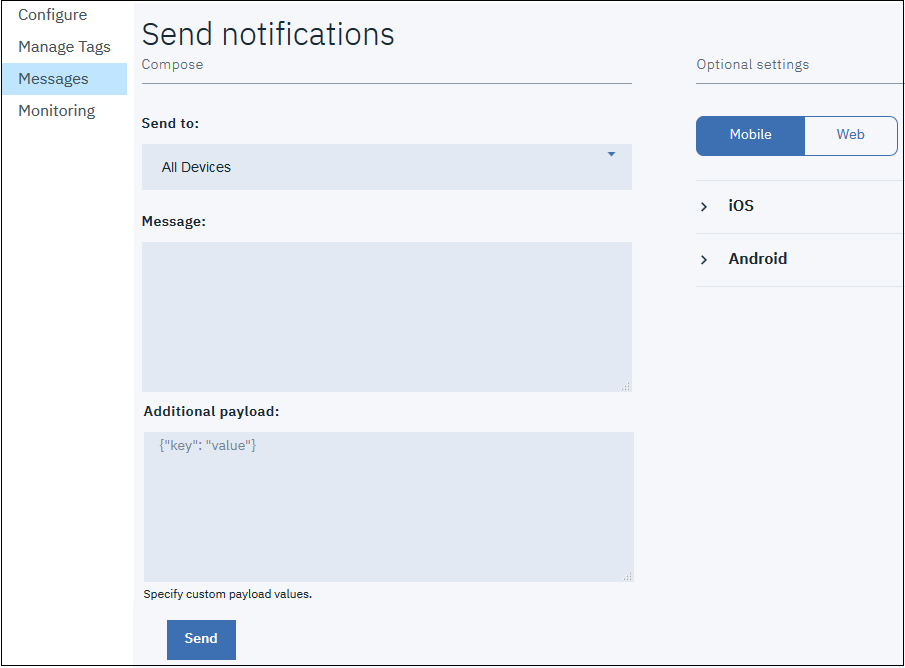 Configure
Manage Tags
Messages
Monitoring
Send notifications
Compose
Send to:
All Devices
Message:
Additional payload:
{"key": "value"}
Specify custom payload values.
Send
Optional settings
Mobile
Web
iOS
Android